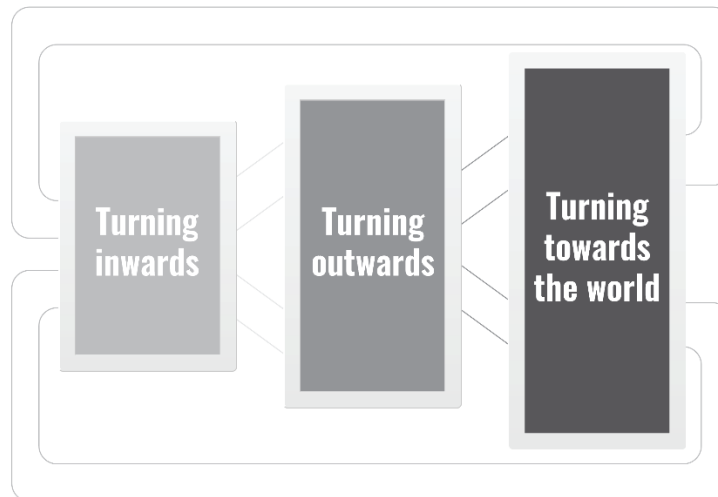 Turning
inwards
Turning
outwards
Turning
towards
the world